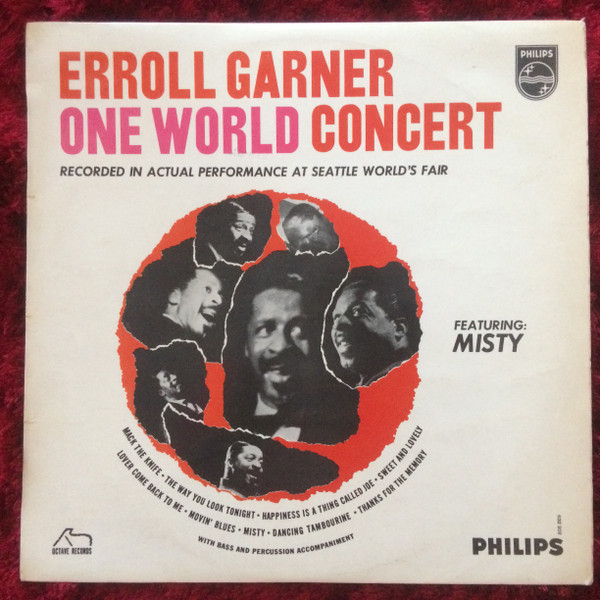 PHILIPS
ERROLL GARNER
ONE WORLD CONCERT
RECORDED IN ACTUAL PERFORMANCE AT SEATTLE WORLD'S FAIR
FEATURING:
MISTY
MACK THE KNIFE • THE WAY YOU LOOK TONIGHT • HAPPINESS IS A THING CALLED JOE • SWEET AND LOVELY
LOVER COME BACK TO ME • MOVIN' BLUES • MISTY • DANCING TAMBOURINE • THANKS FOR THE MEMORY
WITH BASS AND PERCUSSION ACCOMPANIMENT
OCTAVE RECORDS
PHILIPS